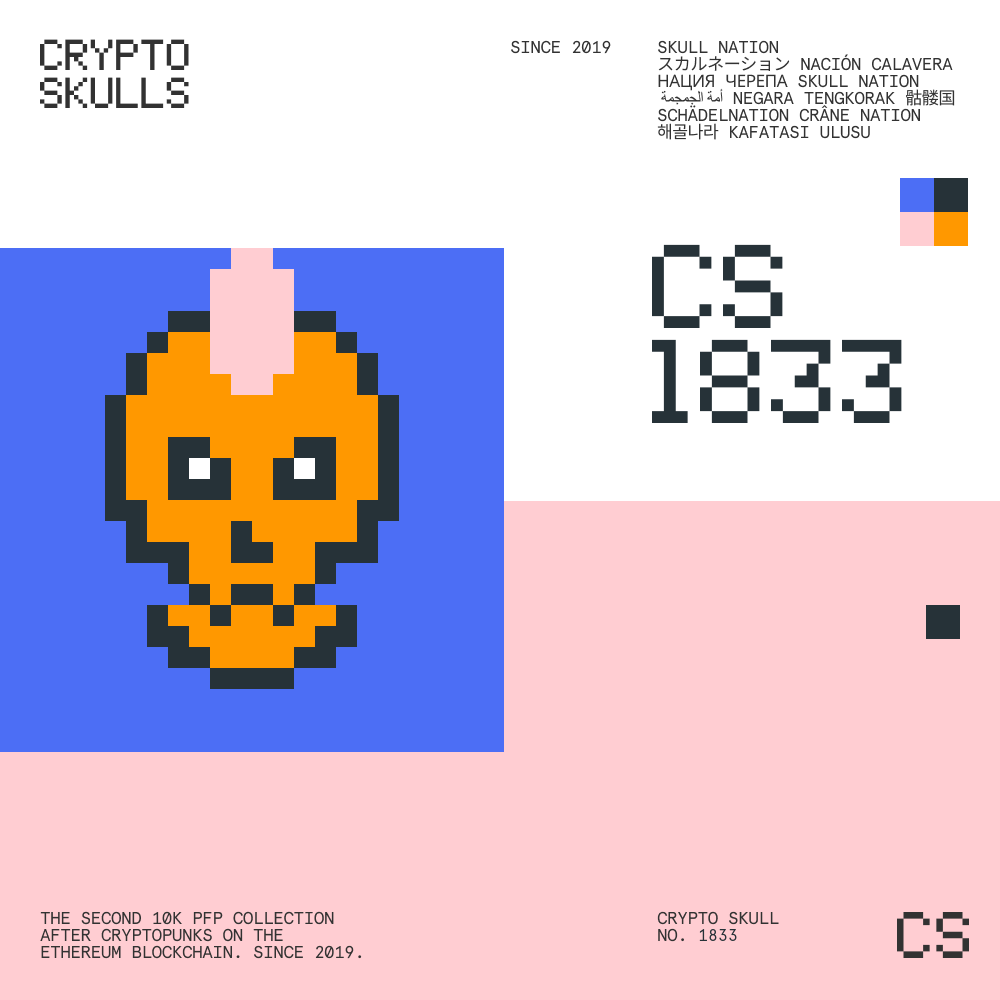 CRYPTO
SKULLS
SINCE 2019
SKULL NATION
スカルネーション NACIÓN CALAVERA
НАЦИЯ ЧЕРЕПА SKULL NATION
أمة الجمجمة NEGARA TENGKORAK 骷髅国
SCHÄDELNATION CRÂNE NATION
해골나라 KAFATASI ULUSU
CS
1833
THE SECOND 10K PFP COLLECTION
AFTER CRYPTOPUNKS ON THE
ETHEREUM BLOCKCHAIN. SINCE 2019.
CRYPTO SKULL
NO. 1833
CS